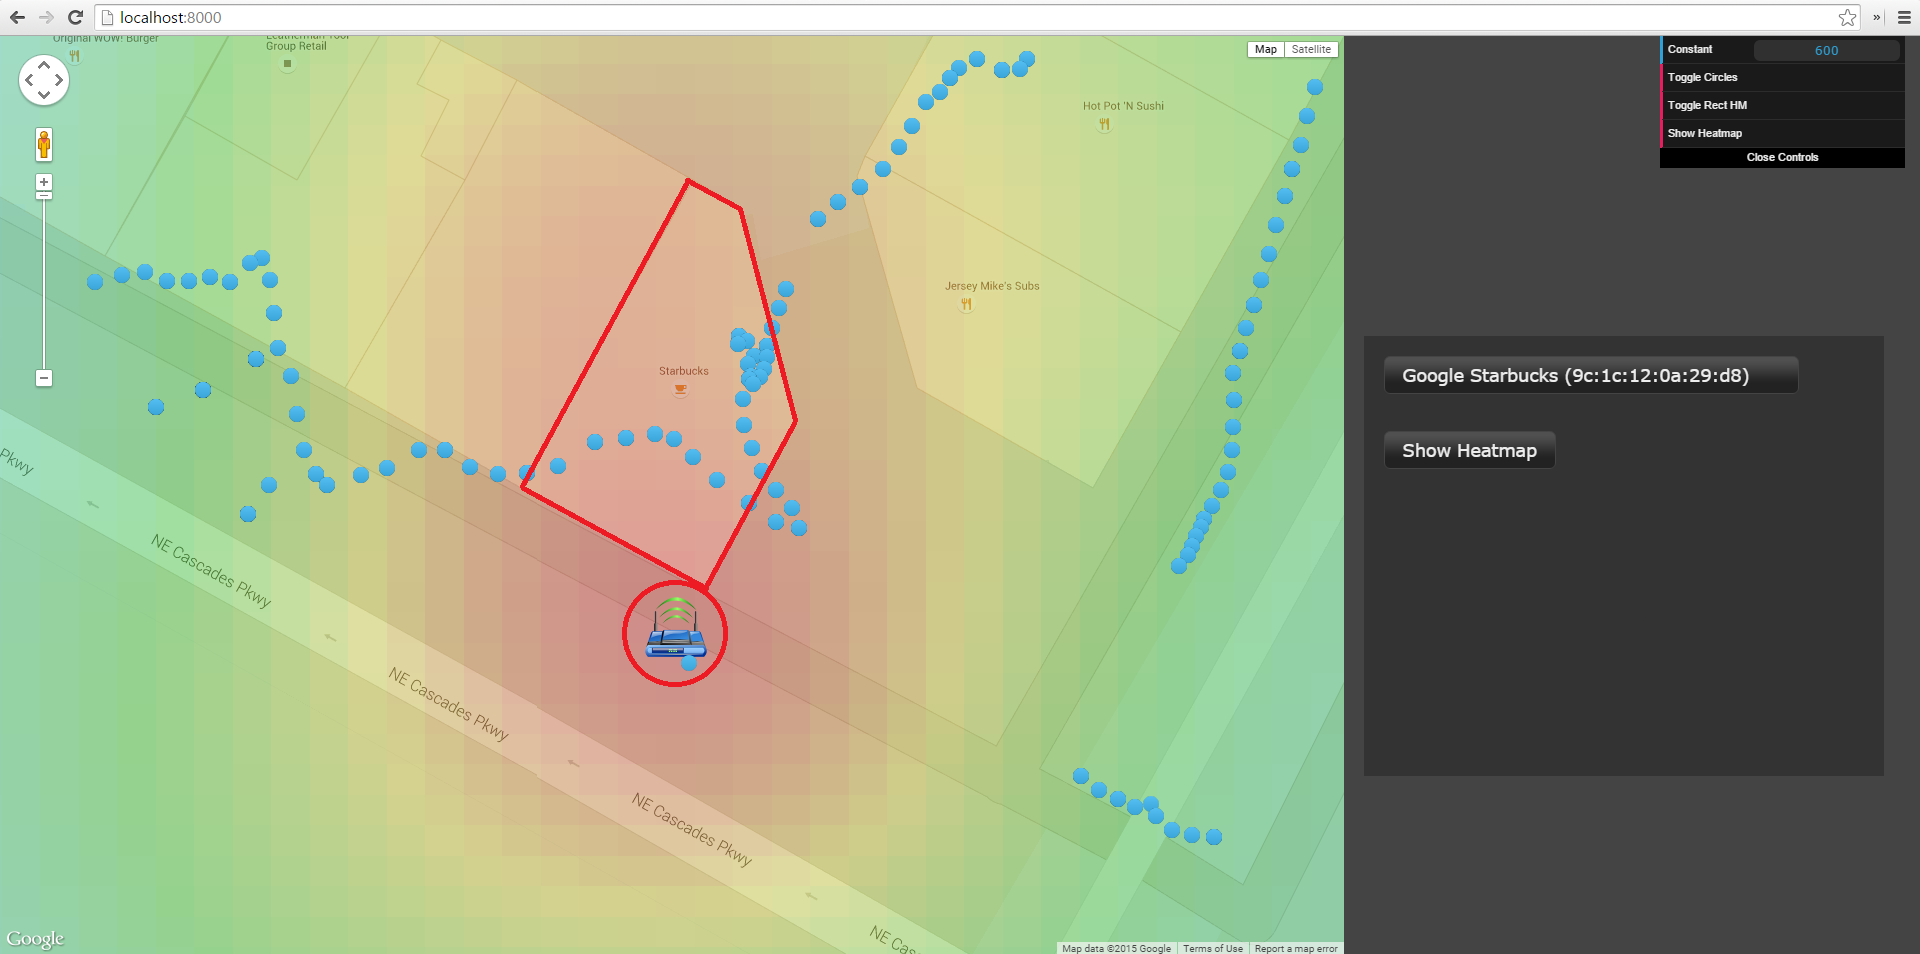 localhost:8000
»
Original WOW! Burger
Leatherman Tool
Group Retail
Map
Satellite
Constant
600
Toggle Circles
Toggle Rect HM
Show Heatmap
Close Controls
Hot Pot 'N Sushi
Jersey Mike's Subs
Starbucks
Google Starbucks (9c:1c:12:0a:29:d8)
Show Heatmap
Pkwy
NE Cascades Pkwy
NE Cascades Pkwy
NE Cascades Pkwy
NE Cas
Google
Map data ©2015 Google
Terms of Use
Report a map error